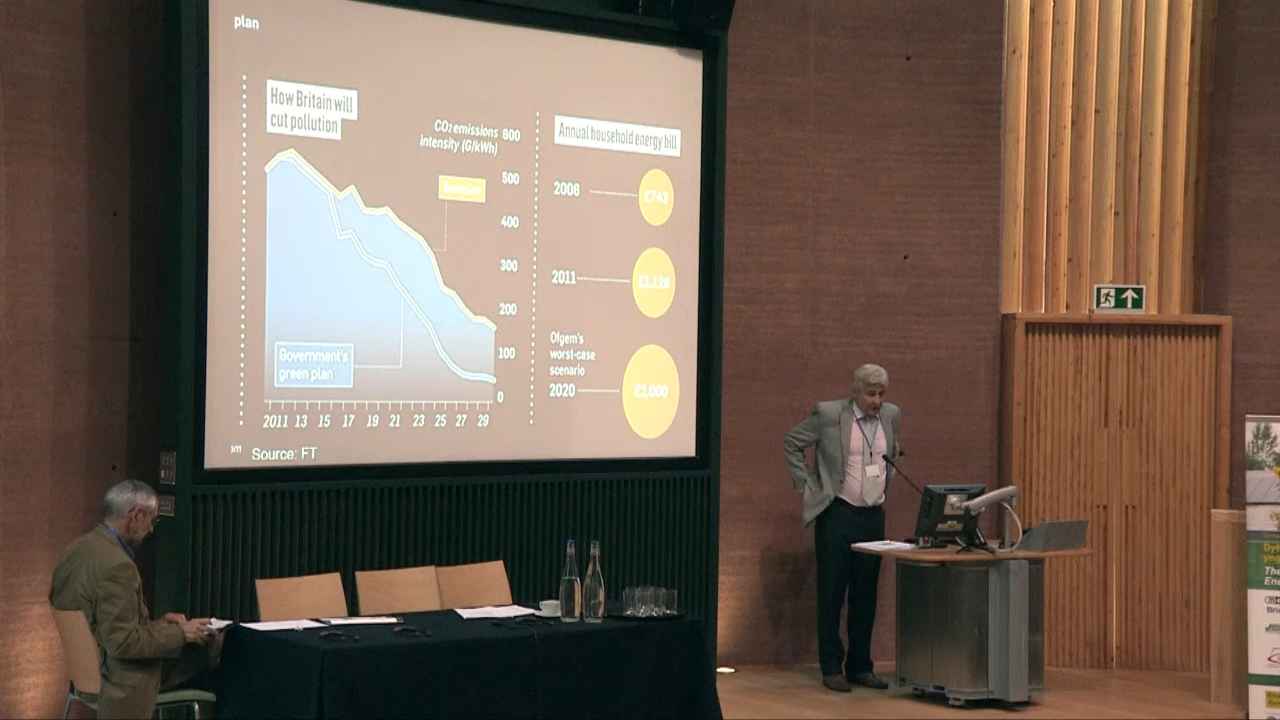 plan
How Britain will
cut pollution
CO2 emissions
intensity (G/kWh)
600
500
400
300
200
100
0
Baseline
Government's
green plan
2011 13 15 17 19 21 23 25 27 29
Annual household energy bill
2006
£743
2011
£1,128
Ofgem's
worst-case
scenario
2020
£2,000
Source: FT
The